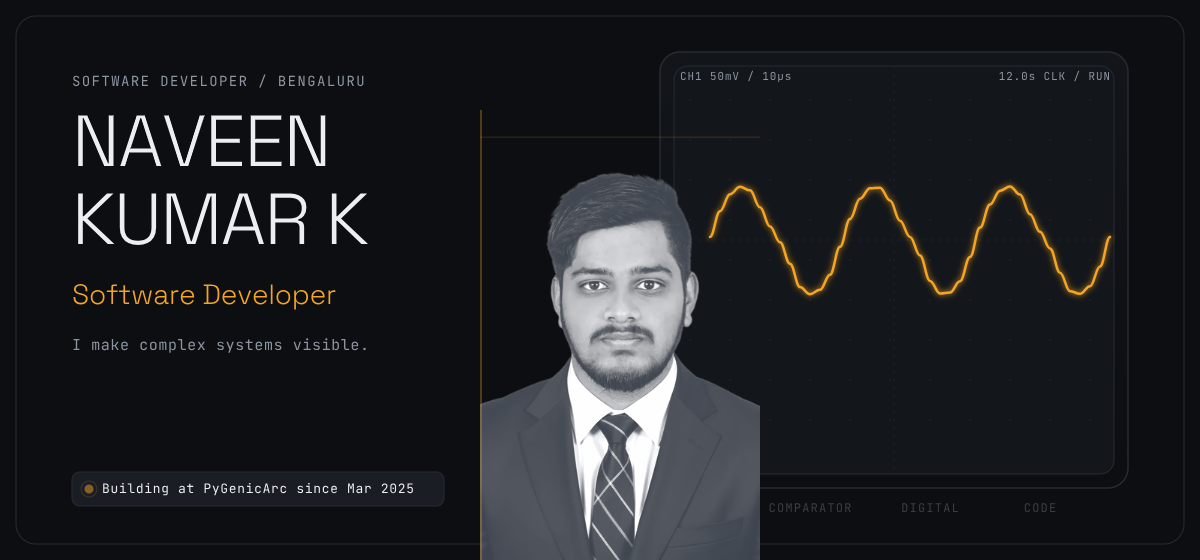 SOFTWARE DEVELOPER / BENGALURU
NAVEEN
KUMAR K
Software Developer
I make complex systems visible.
Building at PyGenicArc since Mar 2025
CH1 50mV / 10µs
12.0s CLK / RUN
COMPARATOR
DIGITAL
CODE